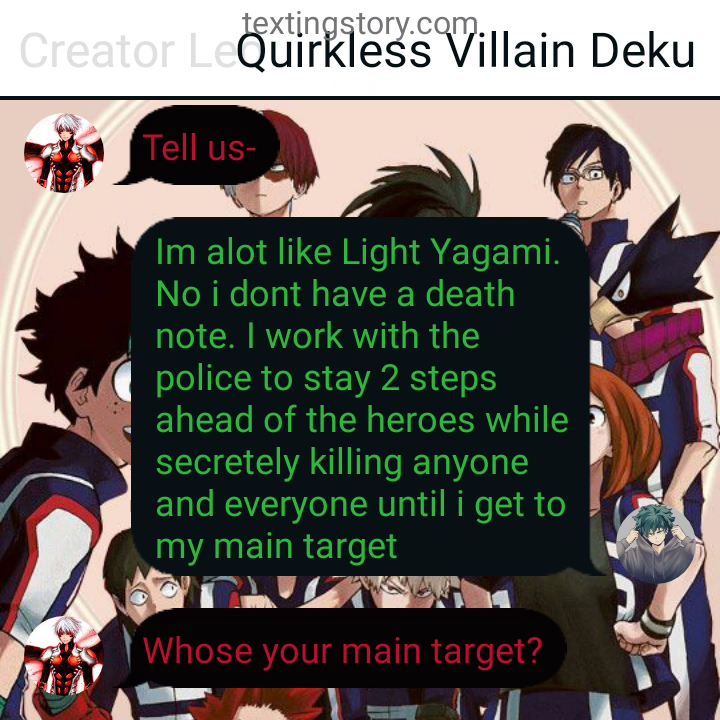 textingstory.com
Creator Leo Quirkless Villain Deku
Tell us-
Im alot like Light Yagami.
No i dont have a death
note. I work with the
police to stay 2 steps
ahead of the heroes while
secretely killing anyone
and everyone until i get to
my main target
Whose your main target?